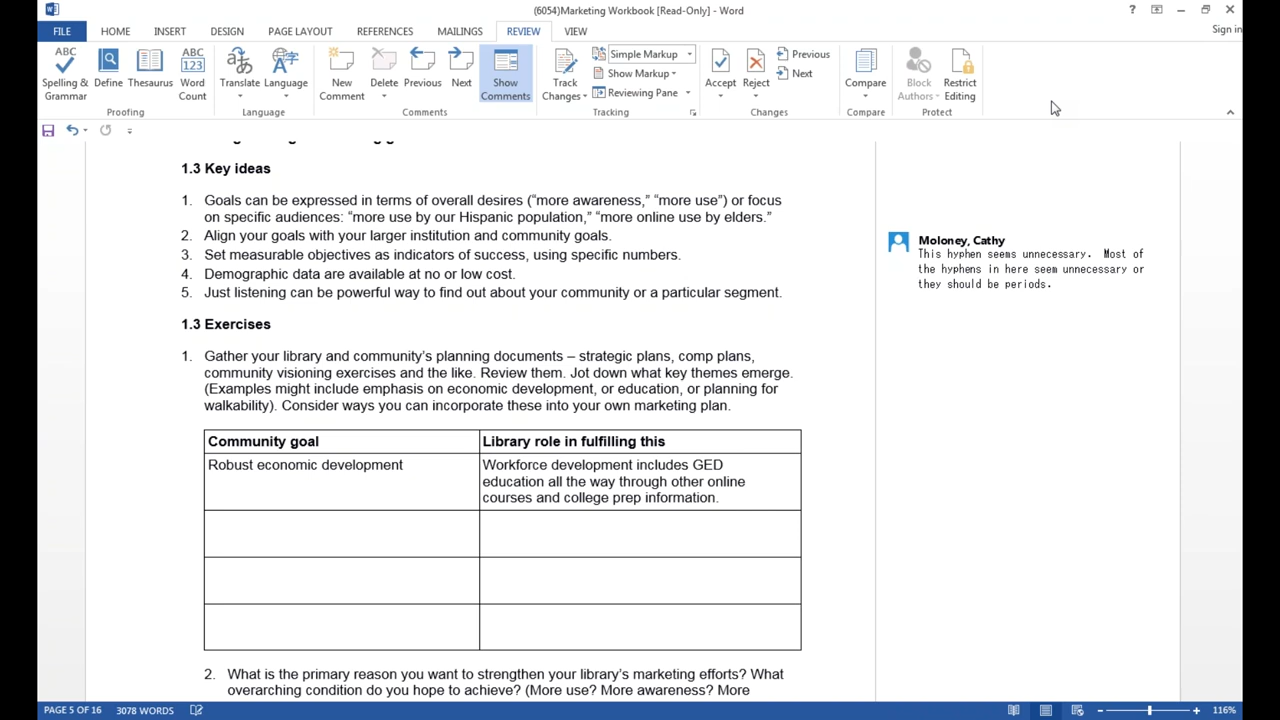 (6054)Marketing Workbook [Read-Only] - Word
?
Sign in
FILE HOME INSERT DESIGN PAGE LAYOUT REFERENCES MAILINGS REVIEW VIEW
ABC
Spelling &
Grammar
Define
Thesaurus
ABC
123
Word
Count
Proofing
Translate
Language
Language
New
Comment
Delete
Previous
Next
Show
Comments
Comments
Track
Changes
Simple Markup
Show Markup
Reviewing Pane
Tracking
Accept
Reject
Previous
Next
Changes
Compare
Compare
Block
Authors
Restrict
Editing
Protect
1.3 Key ideas
1. Goals can be expressed in terms of overall desires (“more awareness,” “more use”) or focus
on specific audiences: “more use by our Hispanic population,” “more online use by elders.”
2. Align your goals with your larger institution and community goals.
3. Set measurable objectives as indicators of success, using specific numbers.
4. Demographic data are available at no or low cost.
5. Just listening can be powerful way to find out about your community or a particular segment.
1.3 Exercises
1. Gather your library and community’s planning documents – strategic plans, comp plans,
community visioning exercises and the like. Review them. Jot down what key themes emerge.
(Examples might include emphasis on economic development, or education, or planning for
walkability). Consider ways you can incorporate these into your own marketing plan.
Community goal
Library role in fulfilling this
Robust economic development
Workforce development includes GED
education all the way through other online
courses and college prep information.
2. What is the primary reason you want to strengthen your library’s marketing efforts? What
overarching condition do you hope to achieve? (More use? More awareness? More
Moloney, Cathy
This hyphen seems unnecessary. Most of
the hyphens in here seem unnecessary or
they should be periods.
PAGE 5 OF 16 3078 WORDS
116%